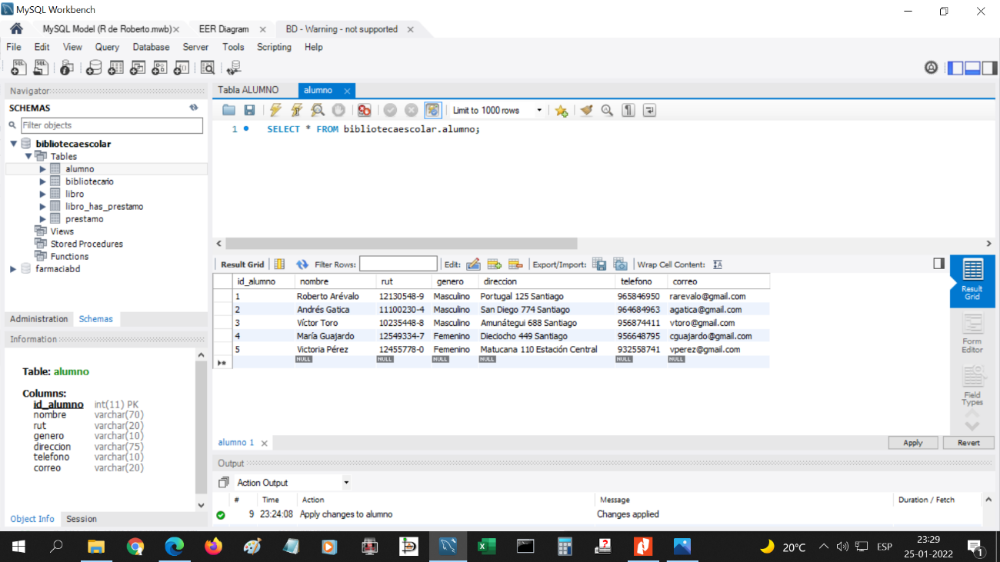 MySQL Workbench
MySQL Model (R de Roberto.mwb) × EER Diagram × BD - Warning - not supported ×
File Edit View Query Database Server Tools Scripting Help
Navigator
SCHEMAS
Filter objects
bibliotecaescolar
Tables
alumno
bibliotecario
libro
libro_has_prestamo
prestamo
Views
Stored Procedures
Functions
farmaciabd
Administration Schemas
Information
Table: alumno
Columns:
id_alumno int(11) PK
nombre varchar(70)
rut varchar(20)
genero varchar(10)
direccion varchar(75)
telefono varchar(10)
correo varchar(20)
Object Info Session
Tabla ALUMNO alumno ×
Limit to 1000 rows
1 SELECT * FROM bibliotecaescolar.alumno;
Result Grid Filter Rows: Edit: Export/Import: Wrap Cell Content:
id_alumno nombre rut genero direccion telefono correo
1 Roberto Arévalo 12130548-9 Masculino Portugal 125 Santiago 965846950 rarevalo@gmail.com
2 Andrés Gatica 11100230-4 Masculino San Diego 774 Santiago 964684963 agatica@gmail.com
3 Víctor Toro 10235448-8 Masculino Amunátegui 688 Santiago 956874411 vtoro@gmail.com
4 María Guajardo 12549334-7 Femenino Dieciocho 449 Santiago 956648795 cguajardo@gmail.com
5 Victoria Pérez 12455778-0 Femenino Matucana 110 Estación Central 932558741 vperez@gmail.com
NULL NULL NULL NULL NULL NULL
Result
Grid
Form
Editor
Field
Types
alumno 1 × Apply Revert
Output
Action Output
# Time Action Message Duration / Fetch
9 23:24:08 Apply changes to alumno Changes applied
20°C ESP 23:29
25-01-2022
1